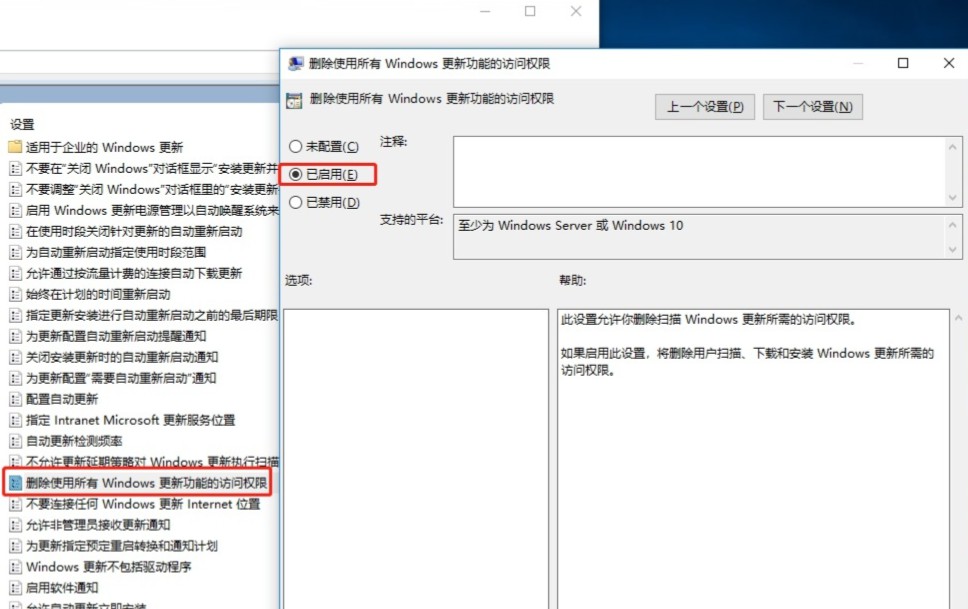 删除使用所有 Windows 更新功能的访问权限
删除使用所有 Windows 更新功能的访问权限
上一个设置(P)
下一个设置(N)
未配置(C)
注释:
已启用(E)
已禁用(D)
支持的平台:
至少为 Windows Server 或 Windows 10
选项:
帮助:
此设置允许你删除扫描 Windows 更新所需的访问权限。
如果启用此设置，将删除用户扫描、下载和安装 Windows 更新所需的
访问权限。
设置
适用于企业的 Windows 更新
不要在“关闭 Windows”对话框显示“安装更新并
不要调整“关闭 Windows”对话框里的“安装更新
启用 Windows 更新电源管理以自动唤醒系统来
在使用时段关闭针对更新的自动重新启动
为自动重新启动指定使用时段范围
允许通过按流量计费的连接自动下载更新
始终在计划的时间重新启动
指定更新安装进行自动重新启动之前的最后期限
为更新配置自动重新启动提醒通知
关闭安装更新时的自动重新启动通知
为更新配置“需要自动重新启动”通知
配置自动更新
指定 Intranet Microsoft 更新服务位置
自动更新检测频率
不允许更新延期策略对 Windows 更新执行扫描
删除使用所有 Windows 更新功能的访问权限
不要连接任何 Windows 更新 Internet 位置
允许非管理员接收更新通知
为更新指定预定重启转换和通知计划
Windows 更新不包括驱动程序
启用软件通知
允许自动更新立即安装